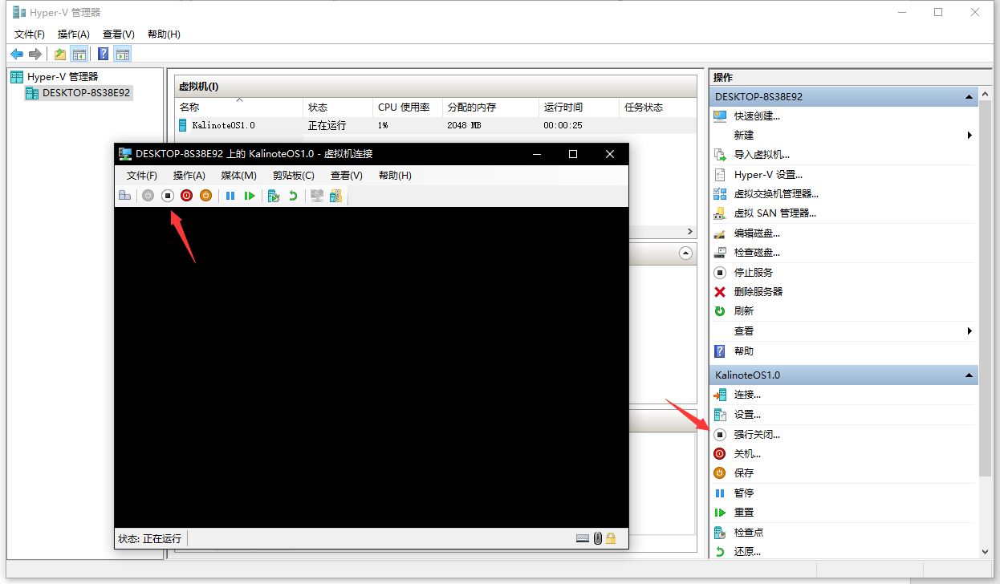 Hyper-V 管理器
文件(F) 操作(A) 查看(V) 帮助(H)
Hyper-V 管理器
DESKTOP-8S38E92
虚拟机(I)
名称 状态 CPU 使用率 分配的内存 运行时间 任务状态
KalinoteOS1.0 正在运行 1% 2048 MB 00:00:25
DESKTOP-8S38E92 上的 KalinoteOS1.0 - 虚拟机连接
文件(F) 操作(A) 媒体(M) 剪贴板(C) 查看(V) 帮助(H)
状态: 正在运行
操作
DESKTOP-8S38E92
快速创建...
新建
导入虚拟机...
Hyper-V 设置...
虚拟交换机管理器...
虚拟 SAN 管理器...
编辑磁盘...
检查磁盘...
停止服务
删除服务器
刷新
查看
帮助
KalinoteOS1.0
连接...
设置...
强行关闭...
关机...
保存
暂停
重置
检查点
还原...